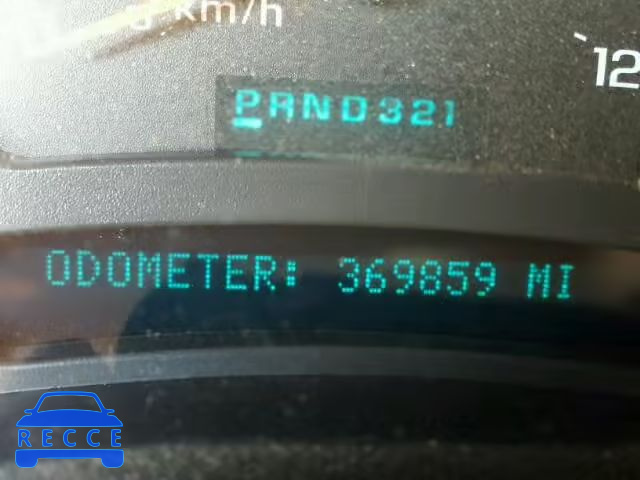 km/h
12
PRND321
ODOMETER: 369859 MI
RECCE